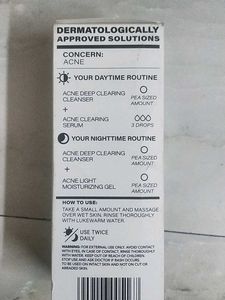 DERMATOLOGICALLY
APPROVED SOLUTIONS
CONCERN:
ACNE
YOUR DAYTIME ROUTINE
ACNE DEEP CLEARING
CLEANSER
PEA SIZED
AMOUNT
+
ACNE CLEARING
SERUM
3 DROPS
YOUR NIGHTTIME ROUTINE
ACNE DEEP CLEARING
CLEANSER
PEA SIZED
AMOUNT
+
ACNE LIGHT
MOISTURIZING GEL
PEA SIZED
AMOUNT
HOW TO USE:
TAKE A SMALL AMOUNT AND MASSAGE
OVER WET SKIN. RINSE THOROUGHLY
WITH LUKEWARM WATER.
USE TWICE
DAILY
WARNING: FOR EXTERNAL USE ONLY. AVOID CONTACT
WITH EYES. IN CASE OF CONTACT, RINSE THOROUGHLY
WITH WATER. KEEP OUT OF REACH OF CHILDREN.
STOP USE AND ASK DOCTOR IF RASH OCCURS
TO BE USED ON INTACT SKIN AND NOT ON CUT OR
ABRADED SKIN.